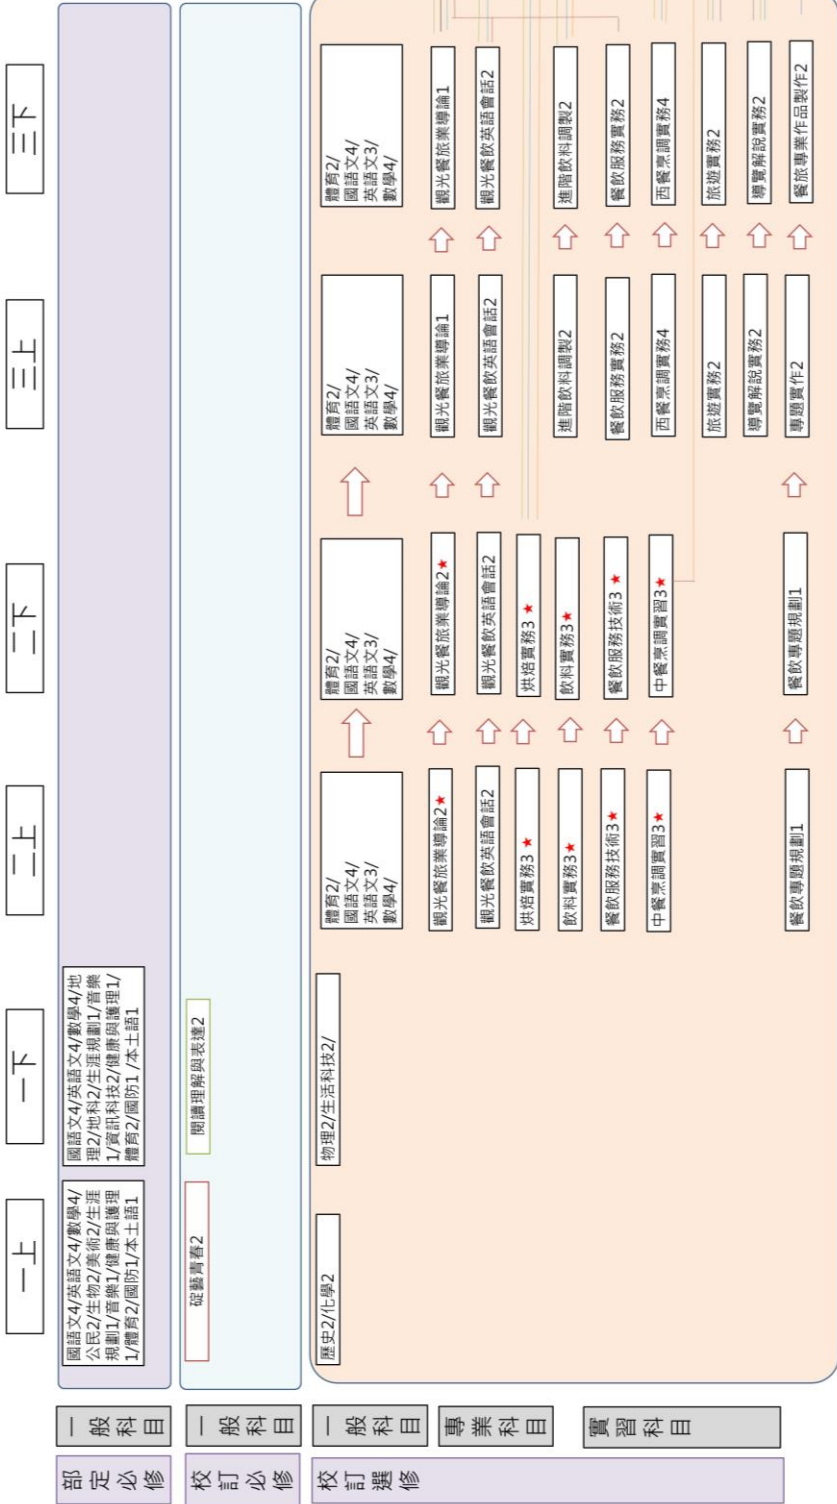 一上
一下
二上
二下
三上
三下
部定必修
一般科目
國語文4/英語文4/數學4/
公民2/生物2/美術2/生涯
規劃1/音樂1/健康與護理
1/體育2/國防1/本土語1
國語文4/英語文4/數學4/地
理2/地科2/生涯規劃1/音樂
1/資訊科技2/健康與護理1/
體育2/國防1 /本土語1
校訂必修
一般科目
碇藝青春2
閱讀理解與表達2
校訂選修
一般科目
歷史2/化學2
物理2/生活科技2/
體育2/
國語文4/
英語文3/
數學4/
體育2/
國語文4/
英語文3/
數學4/
體育2/
國語文4/
英語文3/
數學4/
體育2/
國語文4/
英語文3/
數學4/
專業科目
觀光餐旅業導論2★
觀光餐旅業導論2★
觀光餐旅業導論1
觀光餐旅業導論1
觀光餐飲英語會話2
觀光餐飲英語會話2
觀光餐飲英語會話2
觀光餐飲英語會話2
實習科目
烘焙實務3 ★
烘焙實務3 ★
飲料實務3★
飲料實務3★
進階飲料調製2
進階飲料調製2
餐飲服務技術3★
餐飲服務技術3 ★
餐飲服務實務2
餐飲服務實務2
中餐烹調實習3★
中餐烹調實習3★
西餐烹調實務4
西餐烹調實務4
旅遊實務2
旅遊實務2
導覽解說實務2
導覽解說實務2
餐飲專題規劃1
餐飲專題規劃1
專題實作2
餐旅專業作品製作2